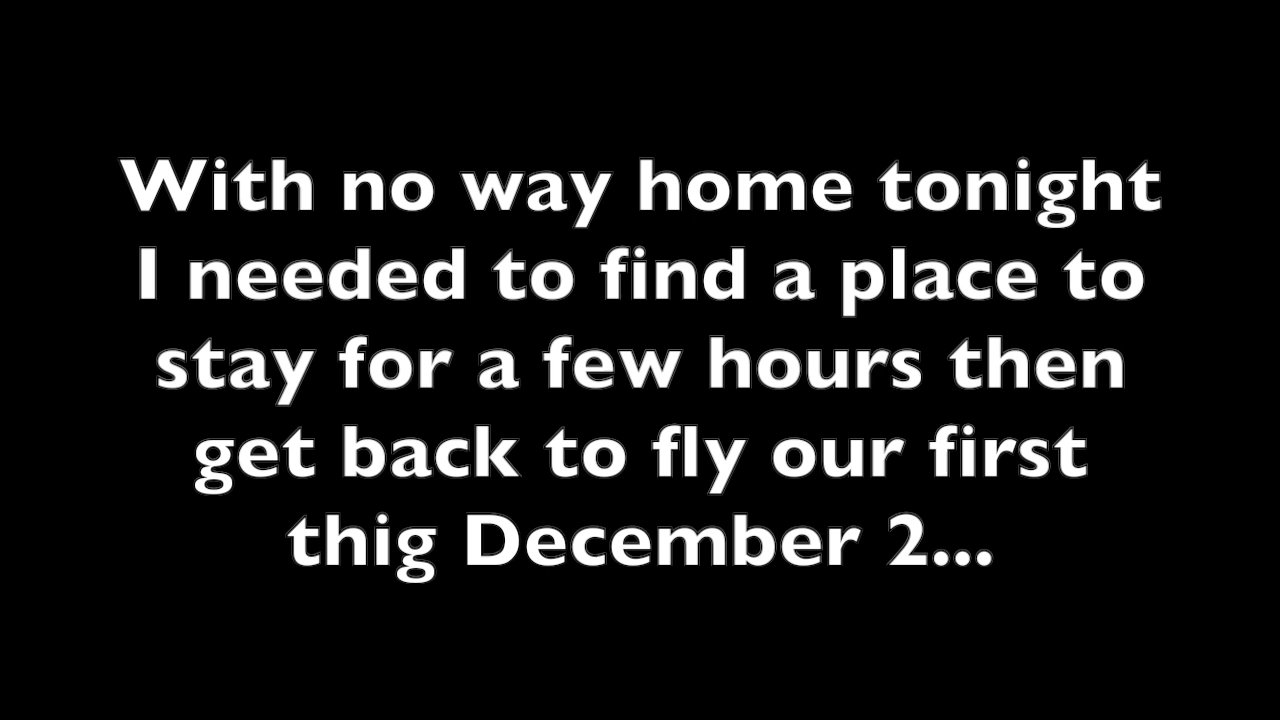 With no way home tonight
I needed to find a place to
stay for a few hours then
get back to fly our first
thig December 2...